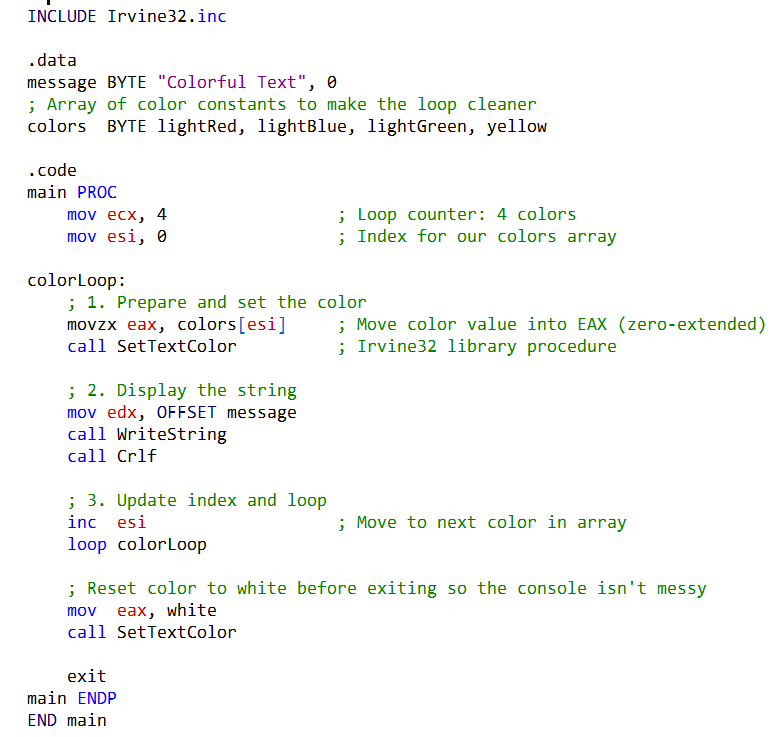 INCLUDE Irvine32.inc
.data
message BYTE "Colorful Text", 0
; Array of color constants to make the loop cleaner
colors  BYTE lightRed, lightBlue, lightGreen, yellow
.code
main PROC
    mov ecx, 4                 ; Loop counter: 4 colors
    mov esi, 0                 ; Index for our colors array
colorLoop:
    ; 1. Prepare and set the color
    movzx eax, colors[esi]     ; Move color value into EAX (zero-extended)
    call SetTextColor          ; Irvine32 library procedure
    ; 2. Display the string
    mov edx, OFFSET message
    call WriteString
    call Crlf
    ; 3. Update index and loop
    inc  esi                   ; Move to next color in array
    loop colorLoop
    ; Reset color to white before exiting so the console isn't messy
    mov  eax, white
    call SetTextColor
    exit
main ENDP
END main